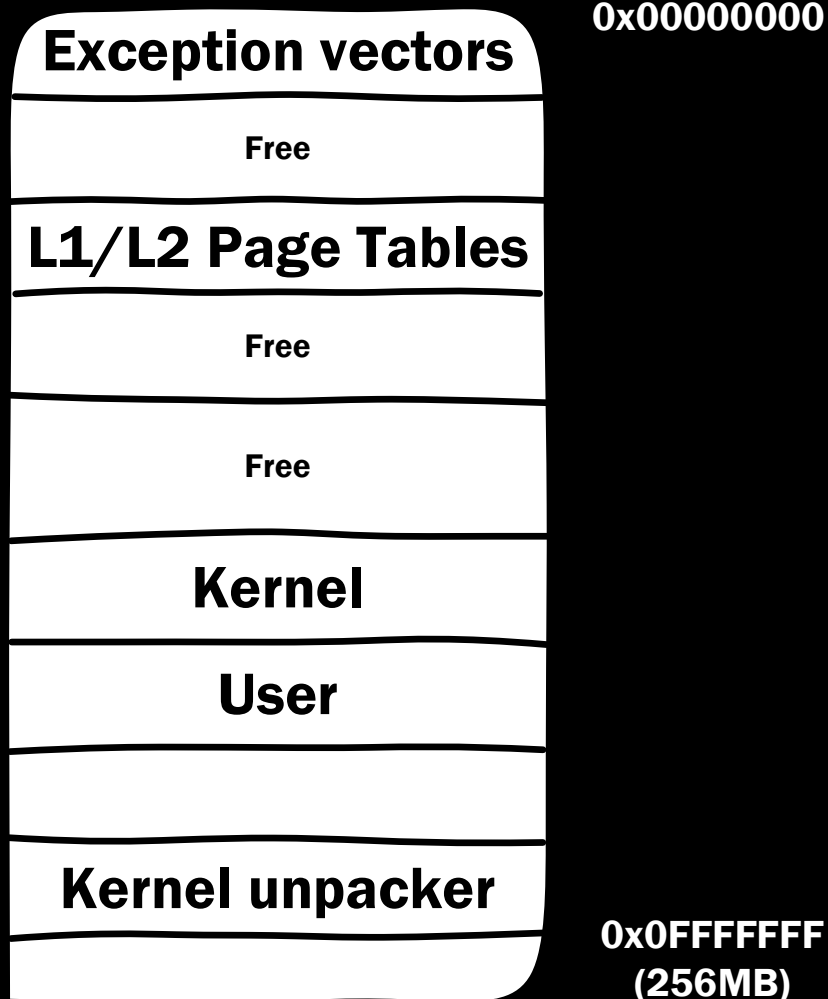 0x00000000
Exception vectors
Free
L1/L2 Page Tables
Free
Free
Kernel
User
Kernel unpacker
0x0FFFFFFF
(256MB)